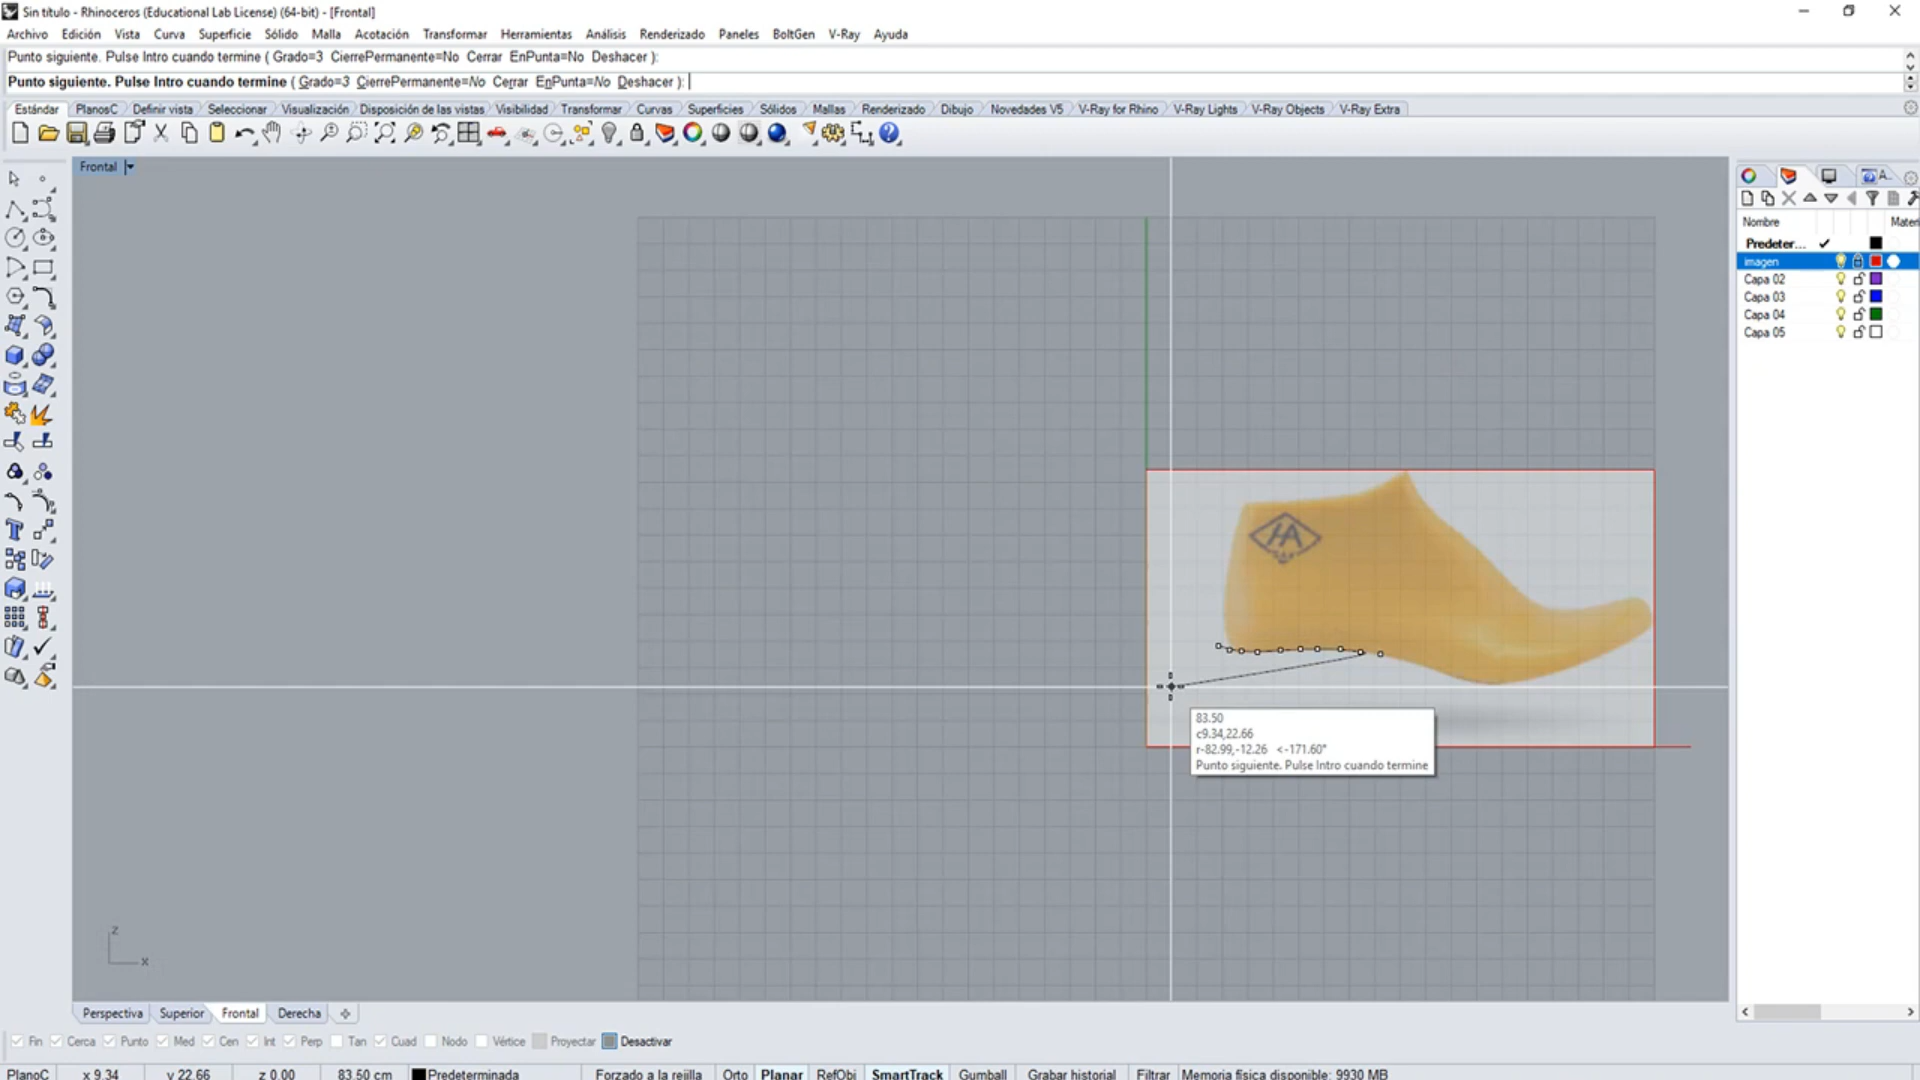 Sin título - Rhinoceros (Educational Lab License) (64-bit) - [Frontal]
Archivo Edición Vista Curva Superficie Sólido Malla Acotación Transformar Herramientas Análisis Renderizado Paneles BoltGen V-Ray Ayuda
Punto siguiente. Pulse Intro cuando termine ( Grado=3 CierrePermanente=No Cerrar EnPunta=No Deshacer ):
Punto siguiente. Pulse Intro cuando termine ( Grado=3 CierrePermanente=No Cerrar EnPunta=No Deshacer ):
Estándar PlanosC Definir vista Seleccionar Visualización Disposición de las vistas Visibilidad Transformar Curvas Superficies Sólidos Mallas Renderizado Dibujo Novedades V5 V-Ray for Rhino V-Ray Lights V-Ray Objects V-Ray Extra
Frontal
A...
Nombre Materi
Predeter...
imagen
Capa 02
Capa 03
Capa 04
Capa 05
HA
83.50
c9.34,22.66
r-82.99,-12.26 <-171.60°
Punto siguiente. Pulse Intro cuando termine
z
x
Perspectiva Superior Frontal Derecha
Fin Cerca Punto Med Cen Int Perp Tan Cuad Nodo Vértice Proyectar Desactivar
PlanoC x 9.34 y 22.66 z 0.00 83.50 cm Predeterminada Forzado a la rejilla Orto Planar RefObj SmartTrack Gumball Grabar historial Filtrar Memoria física disponible: 9930 MB